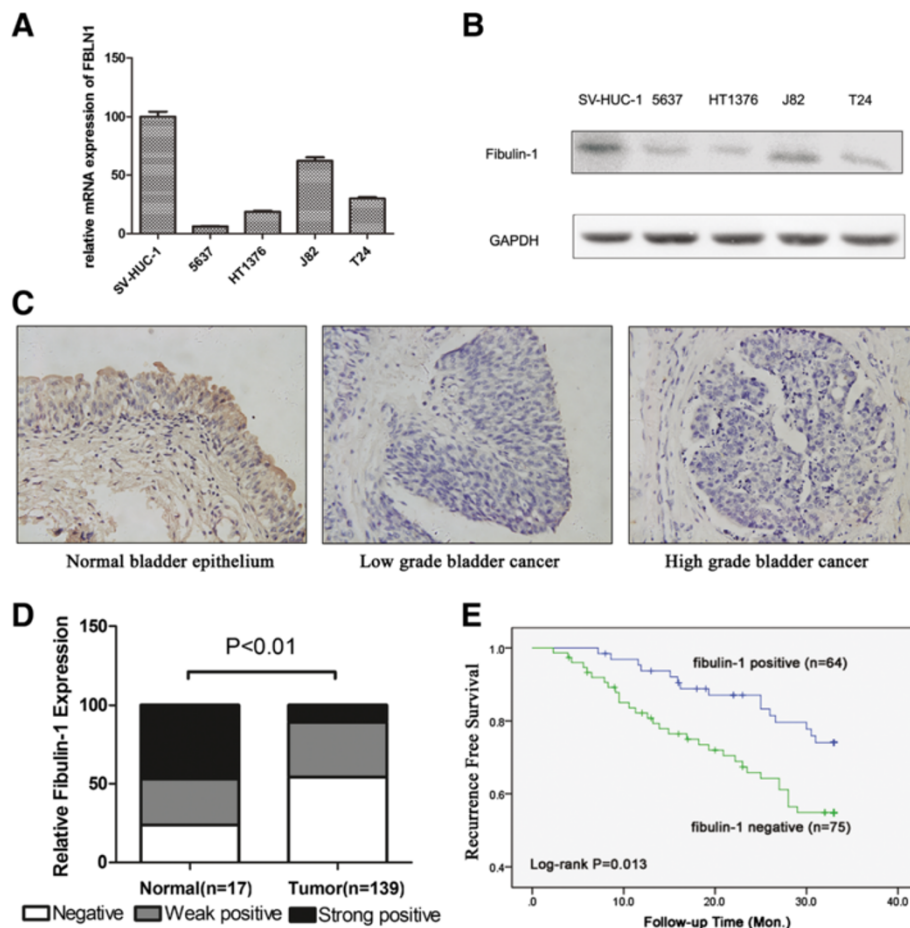 A
relative mRNA expression of FBLN1
150
100
50
0
SV-HUC-1
5637
HT1376
J82
T24
B
SV-HUC-1 5637 HT1376 J82 T24
Fibulin-1
GAPDH
C
Normal bladder epithelium
Low grade bladder cancer
High grade bladder cancer
D
Relative Fibulin-1 Expression
150
100
50
0
P<0.01
Normal(n=17) Tumor(n=139)
Negative Weak positive Strong positive
E
Recurrence Free Survival
1.0
0.8
0.6
0.4
fibulin-1 positive (n=64)
fibulin-1 negative (n=75)
Log-rank P=0.013
.0 10.0 20.0 30.0 40.0
Follow-up Time (Mon.)